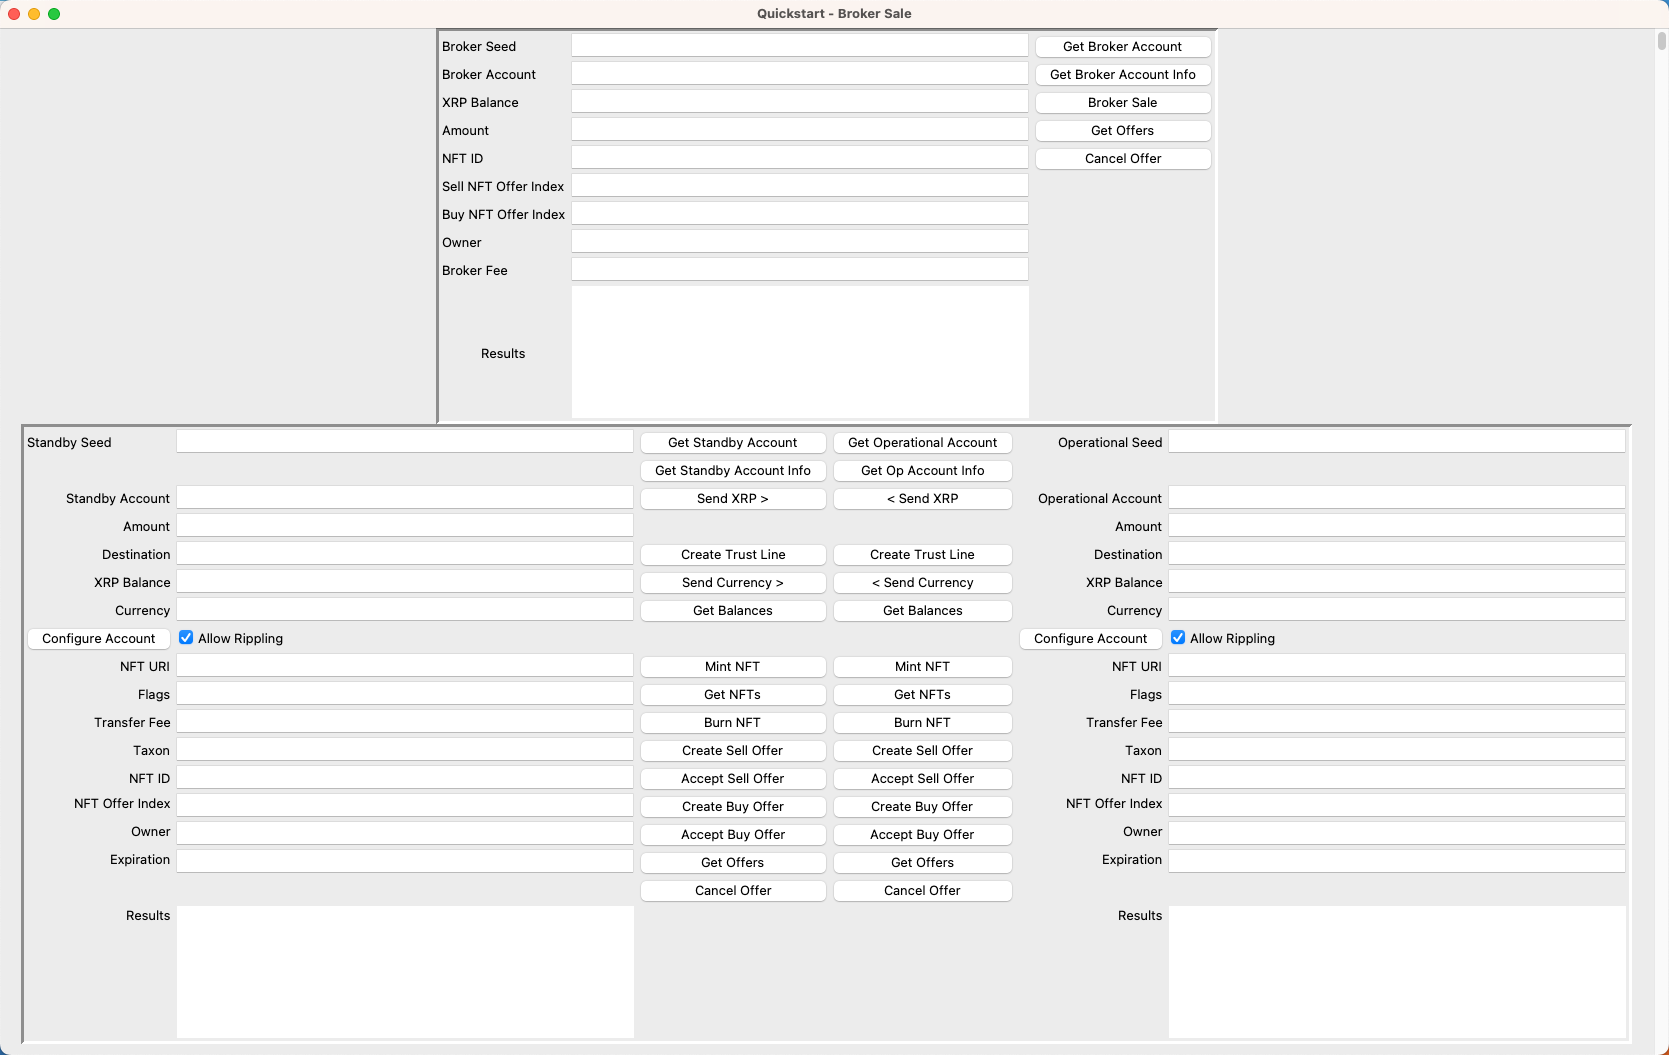 Quickstart - Broker Sale
Broker Seed Get Broker Account
Broker Account Get Broker Account Info
XRP Balance Broker Sale
Amount Get Offers
NFT ID Cancel Offer
Sell NFT Offer Index
Buy NFT Offer Index
Owner
Broker Fee
Results
Standby Seed Get Standby Account Get Operational Account Operational Seed
Get Standby Account Info Get Op Account Info
Standby Account Send XRP > < Send XRP Operational Account
Amount Amount
Destination Create Trust Line Create Trust Line Destination
XRP Balance Send Currency > < Send Currency XRP Balance
Currency Get Balances Get Balances Currency
Configure Account Allow Rippling Configure Account Allow Rippling
NFT URI Mint NFT Mint NFT NFT URI
Flags Get NFTs Get NFTs Flags
Transfer Fee Burn NFT Burn NFT Transfer Fee
Taxon Create Sell Offer Create Sell Offer Taxon
NFT ID Accept Sell Offer Accept Sell Offer NFT ID
NFT Offer Index Create Buy Offer Create Buy Offer NFT Offer Index
Owner Accept Buy Offer Accept Buy Offer Owner
Expiration Get Offers Get Offers Expiration
Cancel Offer Cancel Offer
Results Results